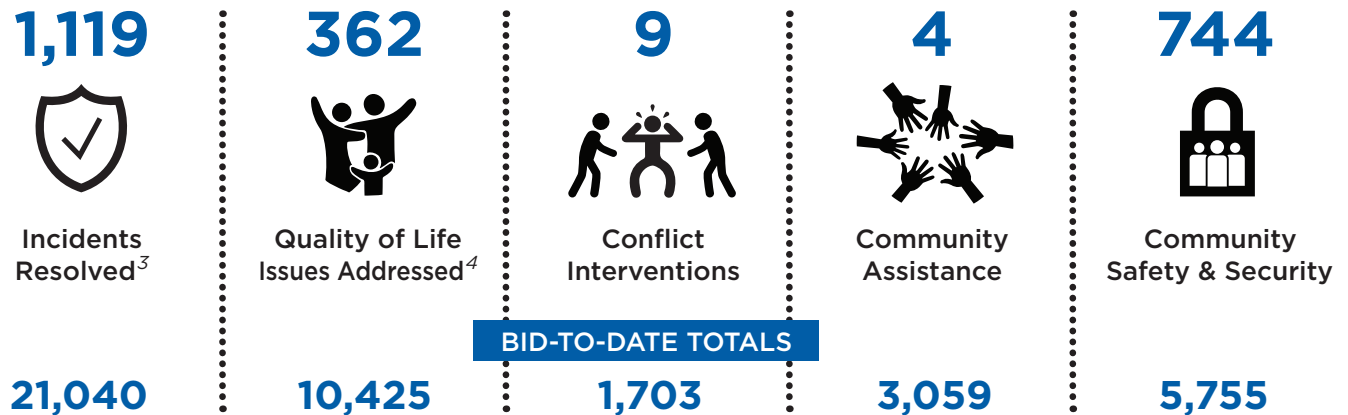 1,119
362
9
4
744
Incidents
Resolved3
Quality of Life
Issues Addressed4
Conflict
Interventions
Community
Assistance
Community
Safety & Security
BID-TO-DATE TOTALS
21,040
10,425
1,703
3,059
5,755